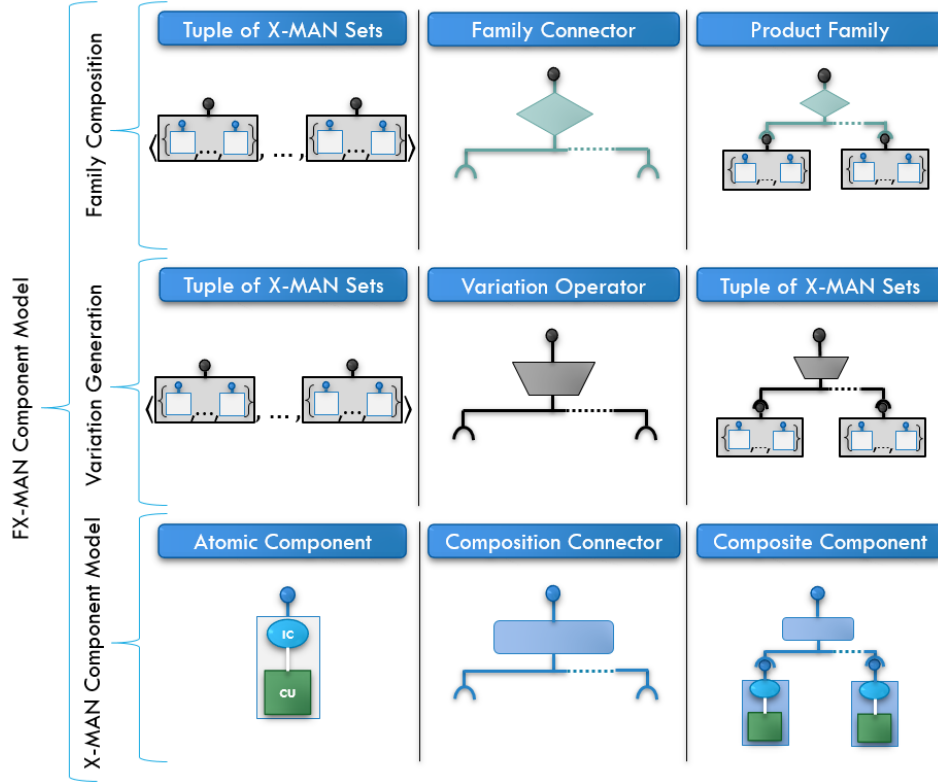 FX-MAN Component Model
Family Composition
Tuple of X-MAN Sets
Family Connector
Product Family
⟨ { ,..., } , ... , { ,..., } ⟩
{ ,..., } { ,..., }
Variation Generation
Tuple of X-MAN Sets
Variation Operator
Tuple of X-MAN Sets
⟨ { ,..., } , ... , { ,..., } ⟩
{ ,..., } { ,..., }
X-MAN Component Model
Atomic Component
Composition Connector
Composite Component
IC
CU